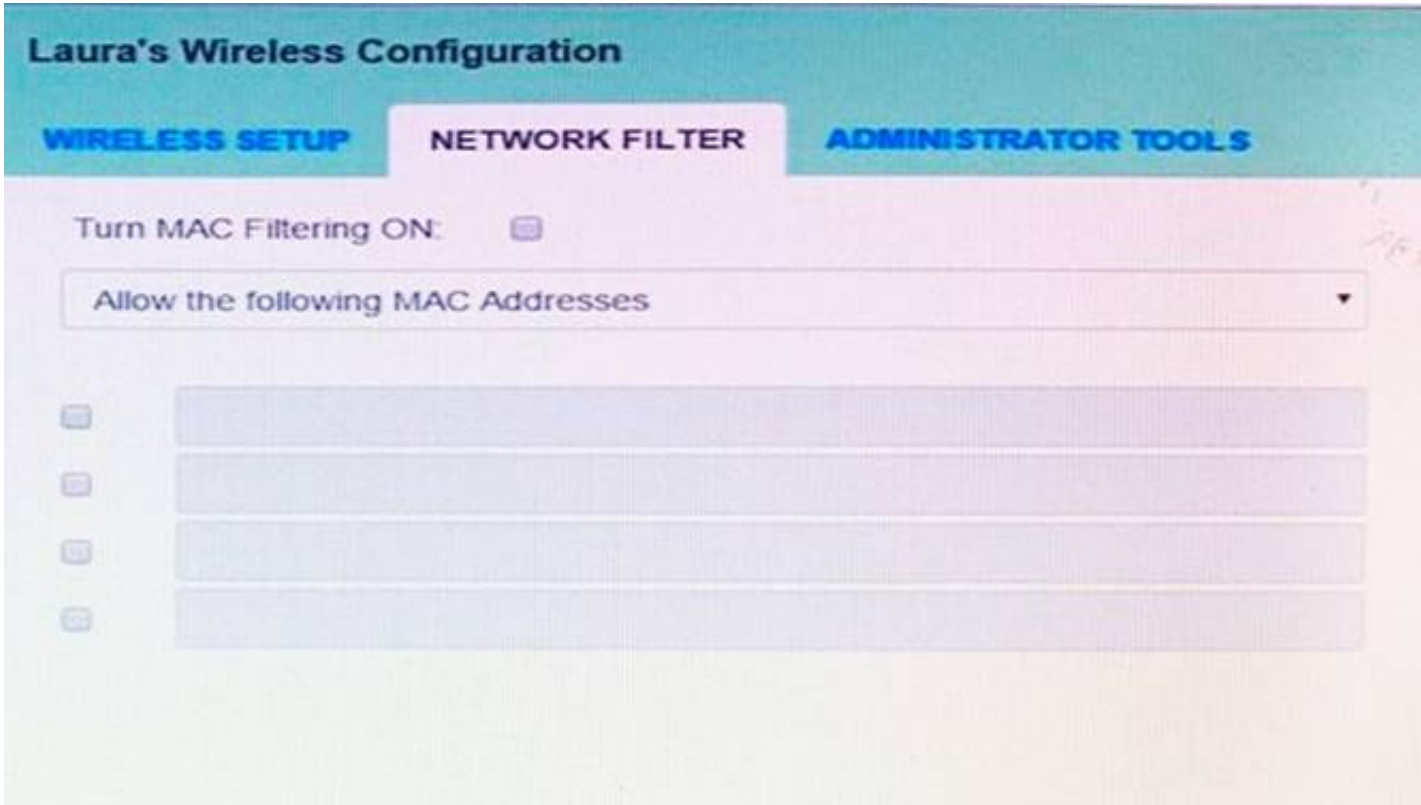 Laura's Wireless Configuration
WIRELESS SETUP NETWORK FILTER ADMINISTRATOR TOOLS
Turn MAC Filtering ON:
Allow the following MAC Addresses